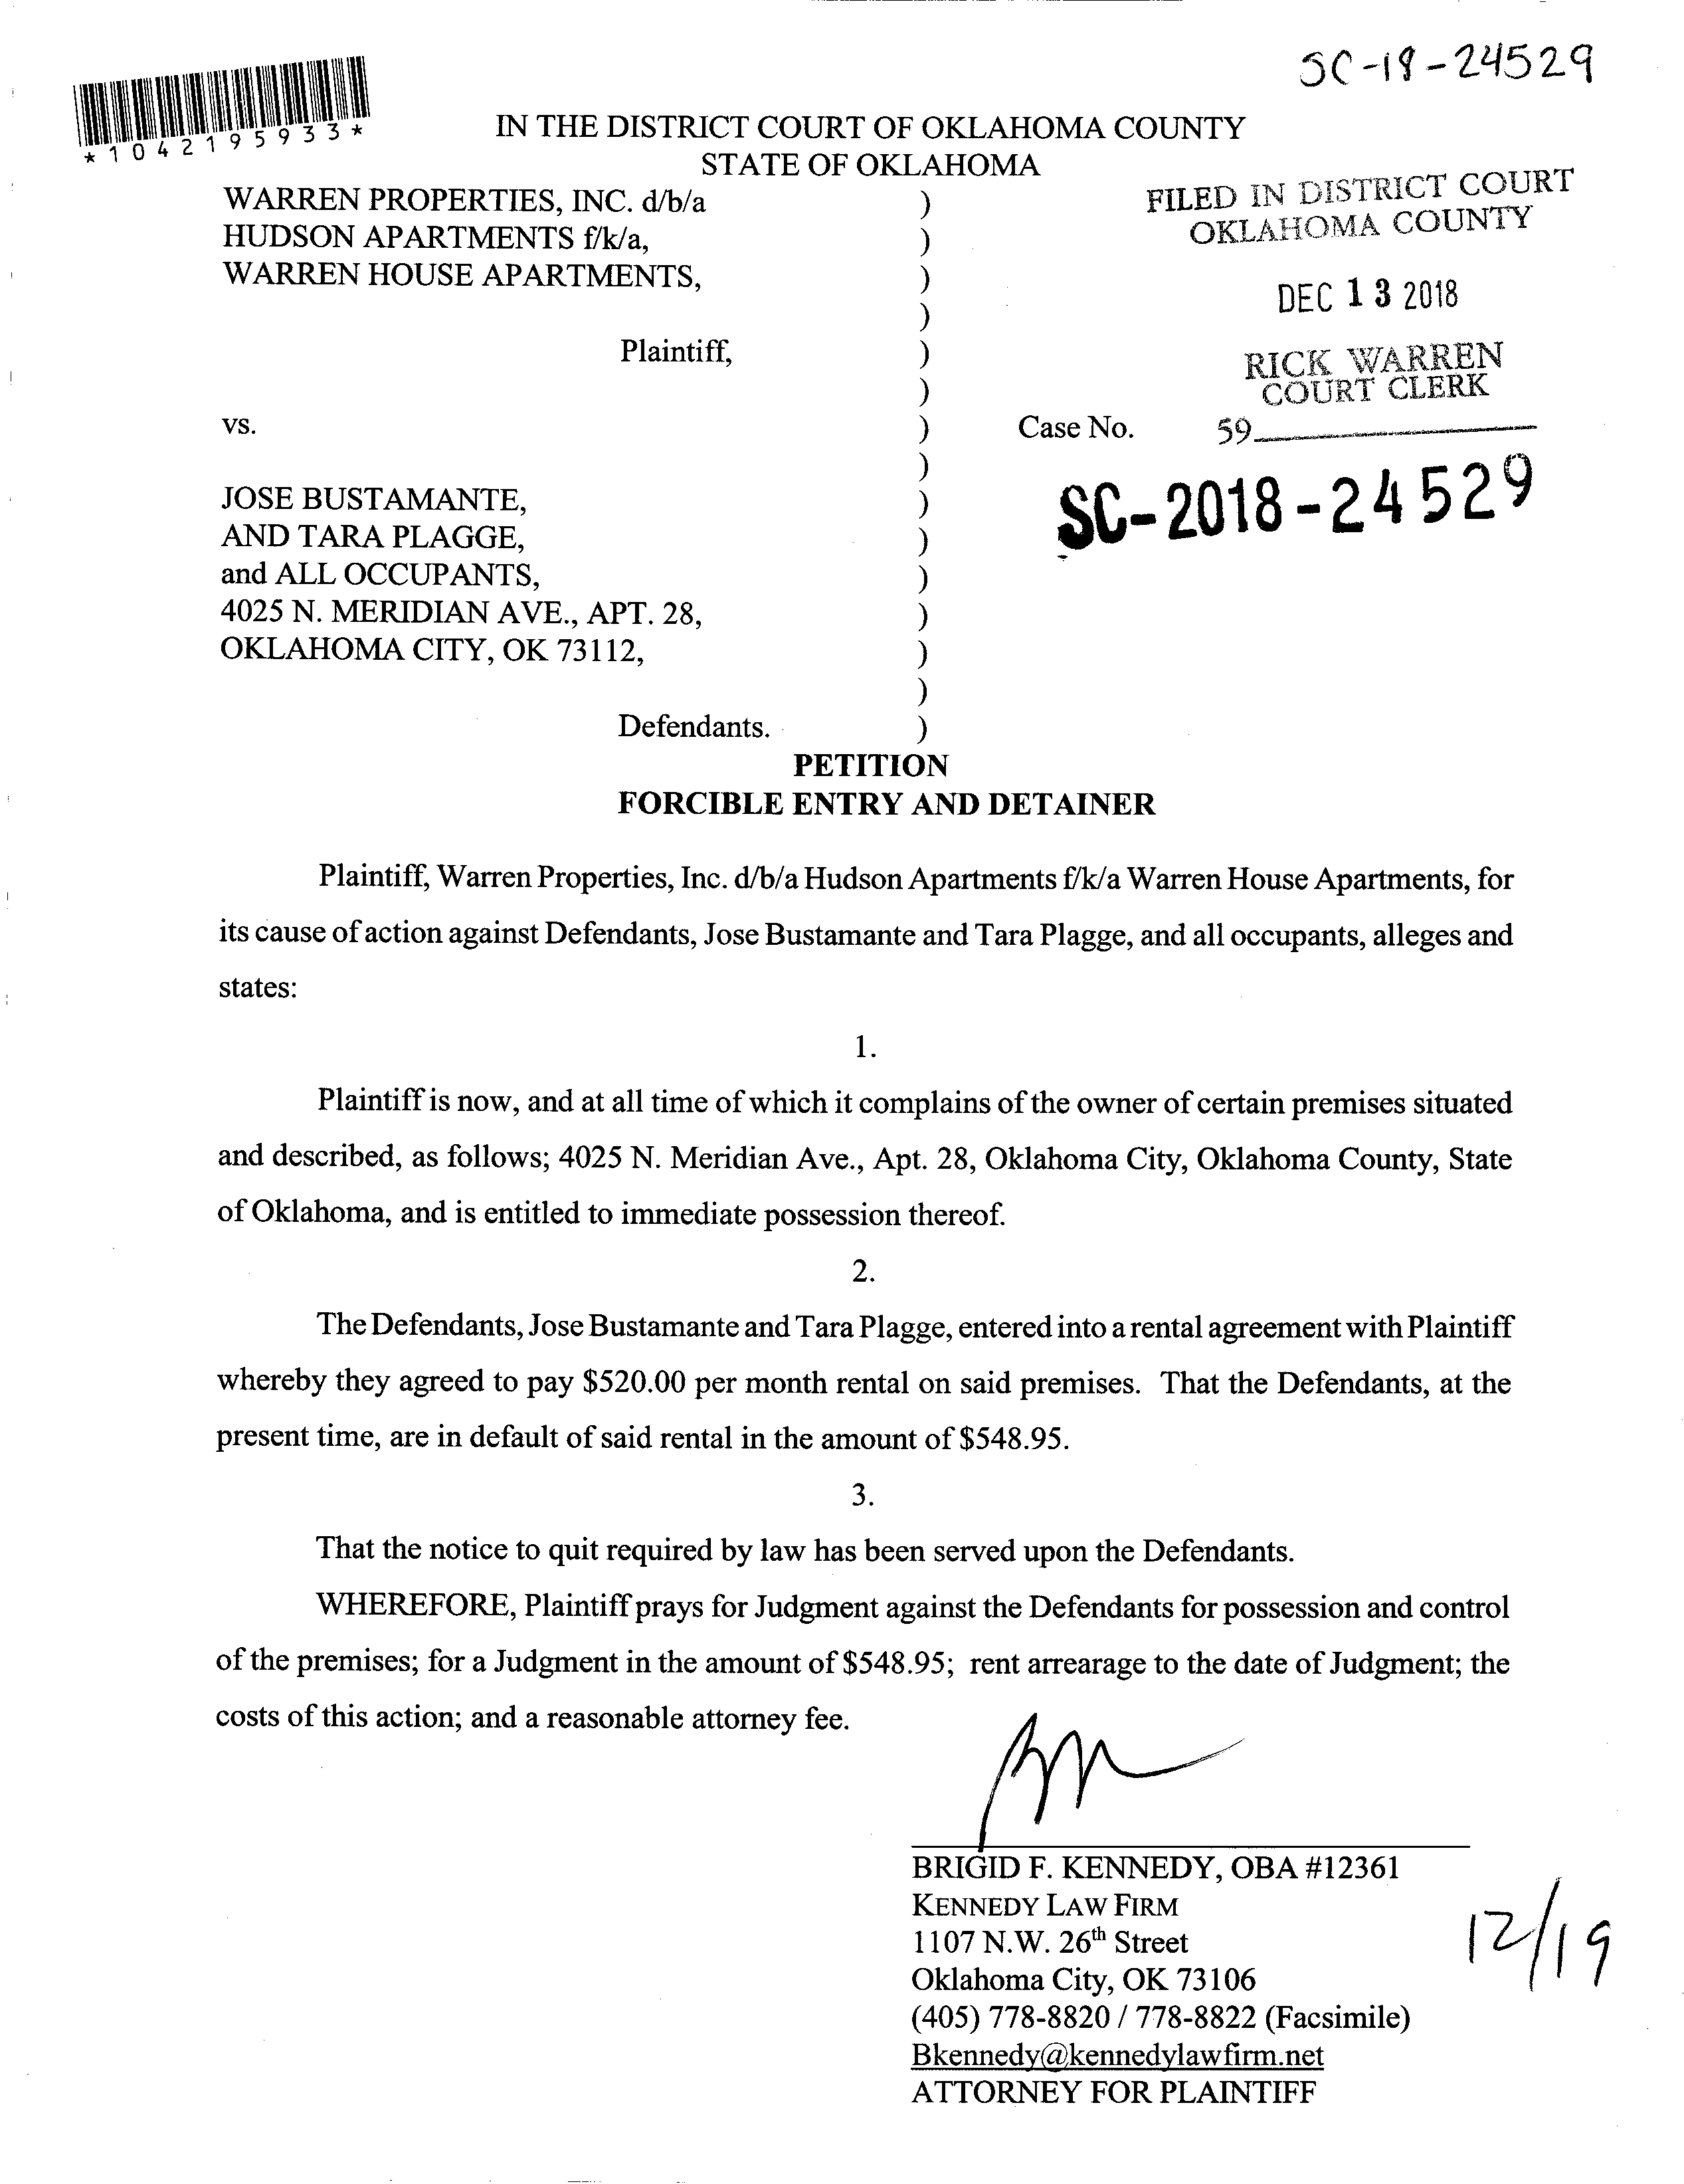 SC-18-24529
*1042195933*
IN THE DISTRICT COURT OF OKLAHOMA COUNTY
STATE OF OKLAHOMA
WARREN PROPERTIES, INC. d/b/a )
HUDSON APARTMENTS f/k/a, )
WARREN HOUSE APARTMENTS, )
)
Plaintiff, )
)
vs. )
)
JOSE BUSTAMANTE, )
AND TARA PLAGGE, )
and ALL OCCUPANTS, )
4025 N. MERIDIAN AVE., APT. 28, )
OKLAHOMA CITY, OK 73112, )
)
Defendants. )
FILED IN DISTRICT COURT
OKLAHOMA COUNTY
DEC 13 2018
RICK WARREN
COURT CLERK
Case No. 59
SC-2018-24529
PETITION
FORCIBLE ENTRY AND DETAINER
Plaintiff, Warren Properties, Inc. d/b/a Hudson Apartments f/k/a Warren House Apartments, for
its cause of action against Defendants, Jose Bustamante and Tara Plagge, and all occupants, alleges and
states:
1.
Plaintiff is now, and at all time of which it complains of the owner of certain premises situated
and described, as follows; 4025 N. Meridian Ave., Apt. 28, Oklahoma City, Oklahoma County, State
of Oklahoma, and is entitled to immediate possession thereof.
2.
The Defendants, Jose Bustamante and Tara Plagge, entered into a rental agreement with Plaintiff
whereby they agreed to pay $520.00 per month rental on said premises. That the Defendants, at the
present time, are in default of said rental in the amount of $548.95.
3.
That the notice to quit required by law has been served upon the Defendants.
WHEREFORE, Plaintiff prays for Judgment against the Defendants for possession and control
of the premises; for a Judgment in the amount of $548.95; rent arrearage to the date of Judgment; the
costs of this action; and a reasonable attorney fee.
BRIGID F. KENNEDY, OBA #12361
KENNEDY LAW FIRM
1107 N.W. 26th Street
Oklahoma City, OK 73106
(405) 778-8820 / 778-8822 (Facsimile)
Bkennedy@kennedylawfirm.net
ATTORNEY FOR PLAINTIFF
12/19